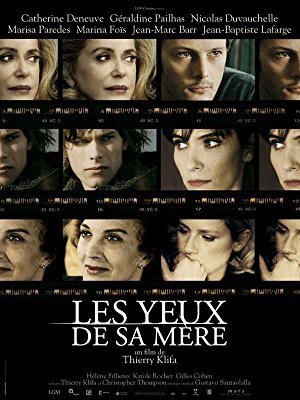 Catherine Deneuve Géraldine Pailhas Nicolas Duvauchelle
Marisa Paredes Marina Foïs Jean-Marc Barr Jean-Baptiste Lafarge
LES YEUX
DE SA MÈRE
un film de
Thierry Klifa
Hélène Fillières Karole Rocher Gilles Cohen
Thierry Klifa et Christopher Thompson Gustavo Santaolalla